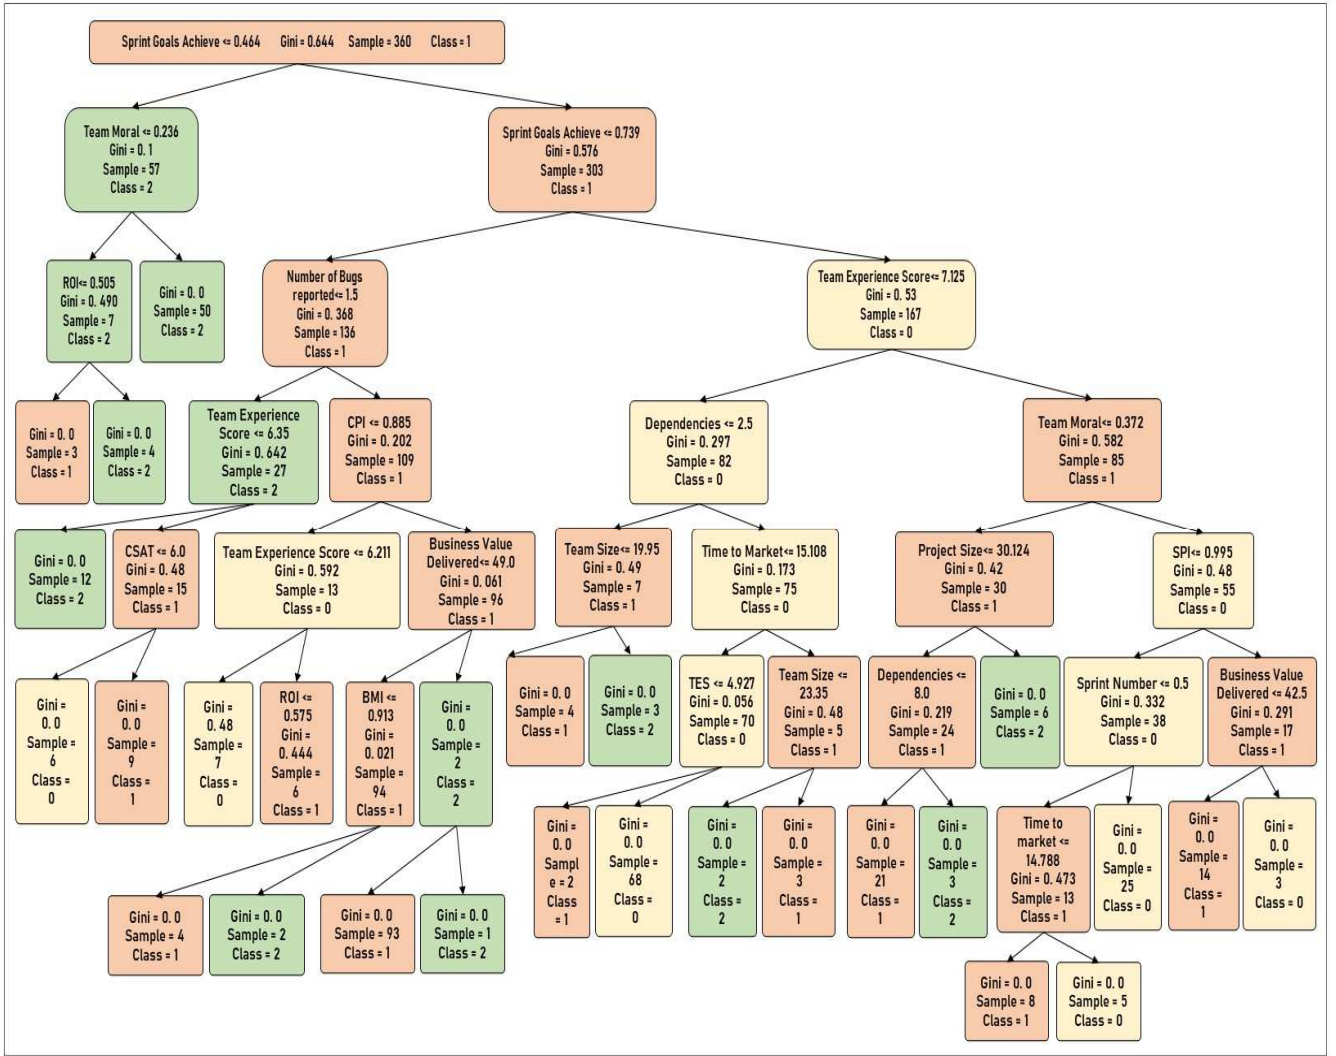 Sprint Goals Achieve <= 0.464 Gini = 0.644 Sample = 360 Class = 1
Team Moral <= 0.236
Gini = 0. 1
Sample = 57
Class = 2
Sprint Goals Achieve <= 0.739
Gini = 0.576
Sample = 303
Class = 1
ROI<= 0.505
Gini = 0. 490
Sample = 7
Class = 2
Gini = 0. 0
Sample = 50
Class = 2
Number of Bugs
reported<= 1.5
Gini = 0. 368
Sample = 136
Class = 1
Team Experience Score<= 7.125
Gini = 0. 53
Sample = 167
Class = 0
Gini = 0. 0
Sample = 3
Class = 1
Gini = 0. 0
Sample = 4
Class = 2
Team Experience
Score <= 6.35
Gini = 0.642
Sample = 27
Class = 2
CPI <= 0.885
Gini = 0. 202
Sample = 109
Class = 1
Dependencies <= 2.5
Gini = 0. 297
Sample = 82
Class = 0
Team Moral<= 0.372
Gini = 0. 582
Sample = 85
Class = 1
Gini = 0. 0
Sample = 12
Class = 2
CSAT <= 6.0
Gini = 0. 48
Sample = 15
Class = 1
Team Experience Score <= 6.211
Gini = 0. 592
Sample = 13
Class = 0
Business Value
Delivered<= 49.0
Gini = 0. 061
Sample = 96
Class = 1
Team Size<= 19.95
Gini = 0. 49
Sample = 7
Class = 1
Time to Market<= 15.108
Gini = 0. 173
Sample = 75
Class = 0
Project Size<= 30.124
Gini = 0. 42
Sample = 30
Class = 1
SPI<= 0.995
Gini = 0. 48
Sample = 55
Class = 0
Gini =
0. 0
Sample =
6
Class =
0
Gini =
0. 0
Sample =
9
Class =
1
Gini =
0. 48
Sample =
7
Class =
0
ROI <=
0.575
Gini =
0. 444
Sample =
6
Class = 1
BMI <=
0.913
Gini =
0. 021
Sample =
94
Class = 1
Gini =
0. 0
Sample =
2
Class =
2
Gini = 0. 0
Sample = 4
Class = 1
Gini = 0. 0
Sample = 3
Class = 2
TES <= 4.927
Gini = 0. 056
Sample = 70
Class = 0
Team Size <=
23.35
Gini = 0. 48
Sample = 5
Class = 1
Dependencies <=
8.0
Gini = 0. 219
Sample = 24
Class = 1
Gini = 0. 0
Sample = 6
Class = 2
Sprint Number <= 0.5
Gini = 0. 332
Sample = 38
Class = 0
Business Value
Delivered <= 42.5
Gini = 0. 291
Sample = 17
Class = 1
Gini =
0. 0
Sampl
e = 2
Class
= 1
Gini =
0. 0
Sample =
68
Class =
0
Gini =
0. 0
Sample =
2
Class =
2
Gini =
0. 0
Sample =
3
Class =
1
Gini =
0. 0
Sample =
21
Class =
1
Gini =
0. 0
Sample =
3
Class =
2
Time to
market <=
14.788
Gini = 0. 473
Sample = 13
Class = 1
Gini =
0. 0
Sample =
25
Class = 0
Gini =
0. 0
Sample =
14
Class =
1
Gini =
0. 0
Sample =
3
Class = 0
Gini = 0. 0
Sample = 4
Class = 1
Gini = 0. 0
Sample = 2
Class = 2
Gini = 0. 0
Sample = 93
Class = 1
Gini = 0. 0
Sample = 1
Class = 2
Gini = 0. 0
Sample = 8
Class = 1
Gini = 0. 0
Sample = 5
Class = 0